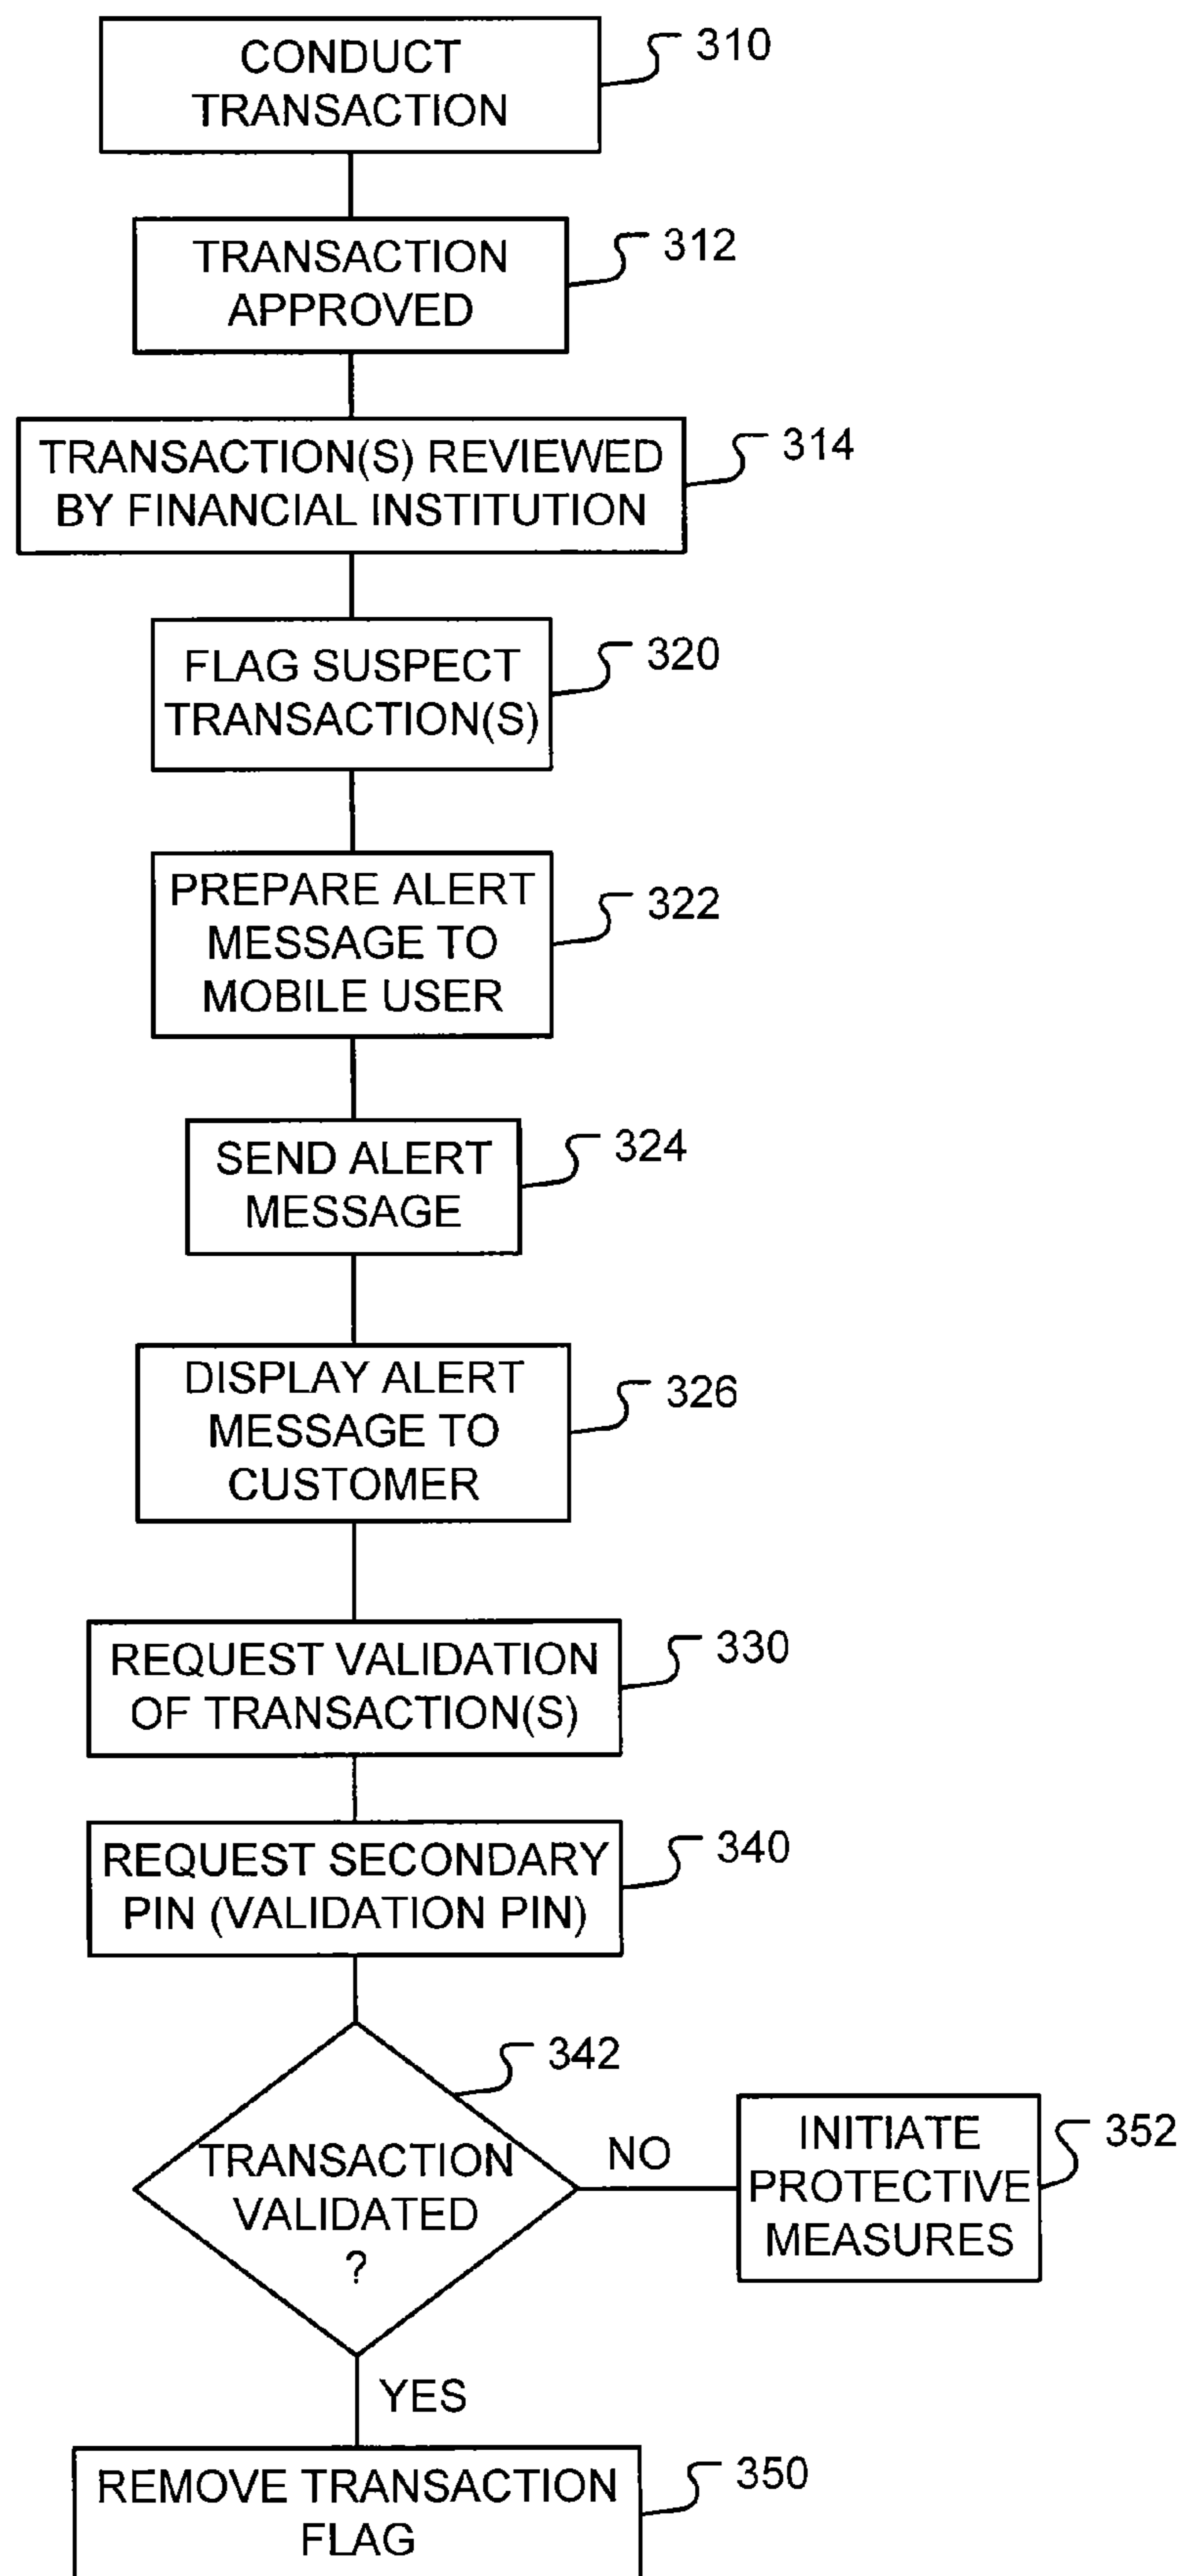 CONDUCT
TRANSACTION
310
TRANSACTION
APPROVED
312
TRANSACTION(S) REVIEWED
BY FINANCIAL INSTITUTION
314
FLAG SUSPECT
TRANSACTION(S)
320
PREPARE ALERT
MESSAGE TO
MOBILE USER
322
SEND ALERT
MESSAGE
324
DISPLAY ALERT
MESSAGE TO
CUSTOMER
326
REQUEST VALIDATION
OF TRANSACTION(S)
330
REQUEST SECONDARY
PIN (VALIDATION PIN)
340
TRANSACTION
VALIDATED
?
342
NO
INITIATE
PROTECTIVE
MEASURES
352
YES
REMOVE TRANSACTION
FLAG
350